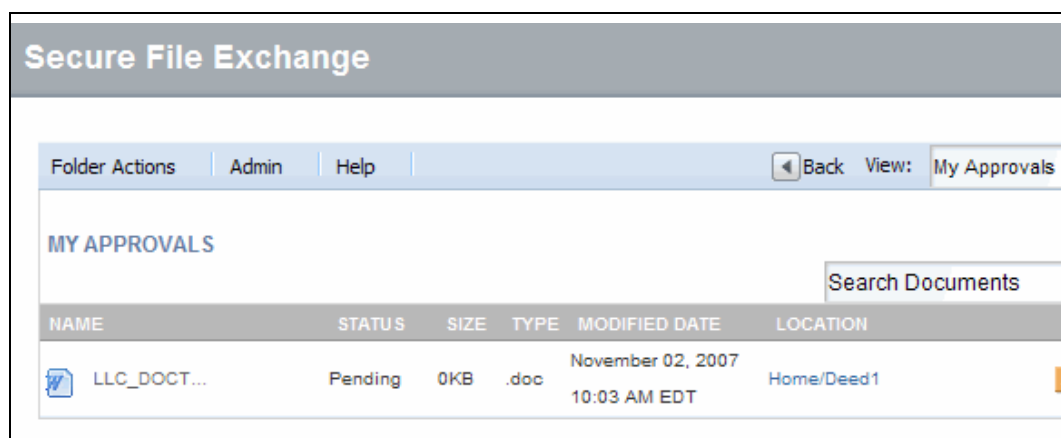 Secure File Exchange
Folder Actions Admin Help Back View: My Approvals
MY APPROVALS
Search Documents
NAME STATUS SIZE TYPE MODIFIED DATE LOCATION
LLC_DOCT... Pending 0KB .doc November 02, 2007 Home/Deed1
10:03 AM EDT